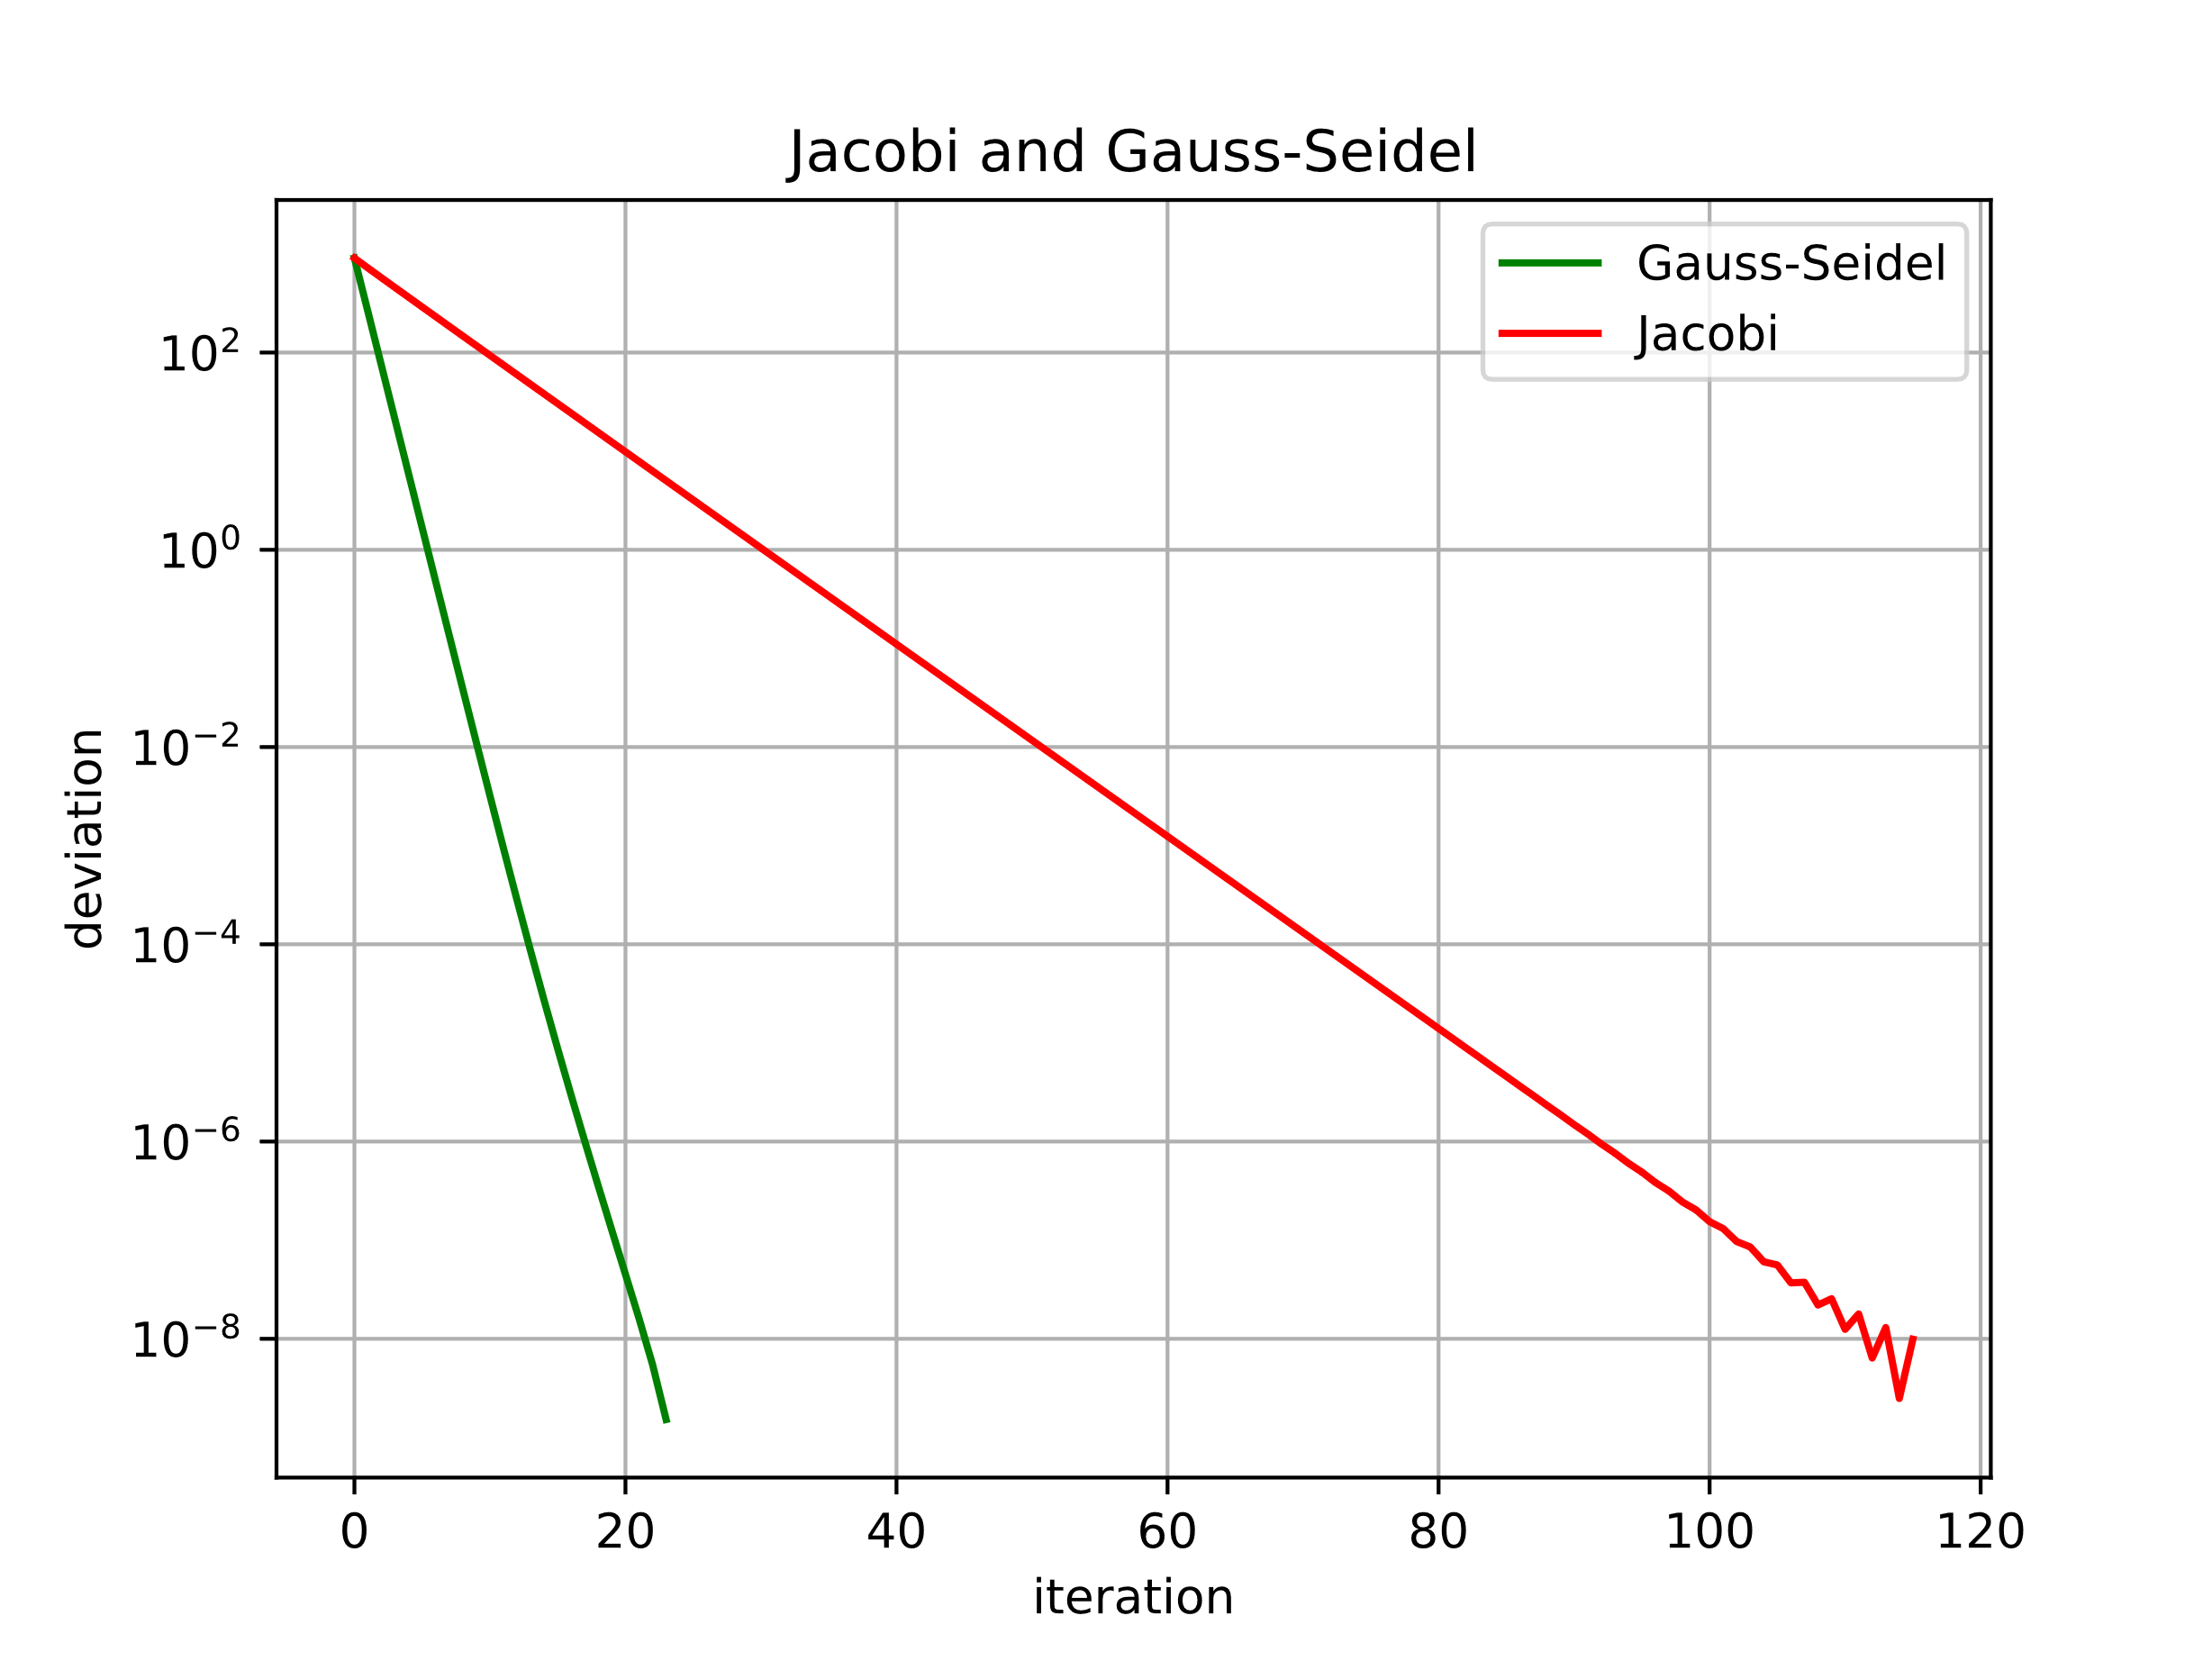 Jacobi and Gauss-Seidel
Gauss-Seidel
Jacobi
deviation
10²
10⁰
10⁻²
10⁻⁴
10⁻⁶
10⁻⁸
0 20 40 60 80 100 120
iteration